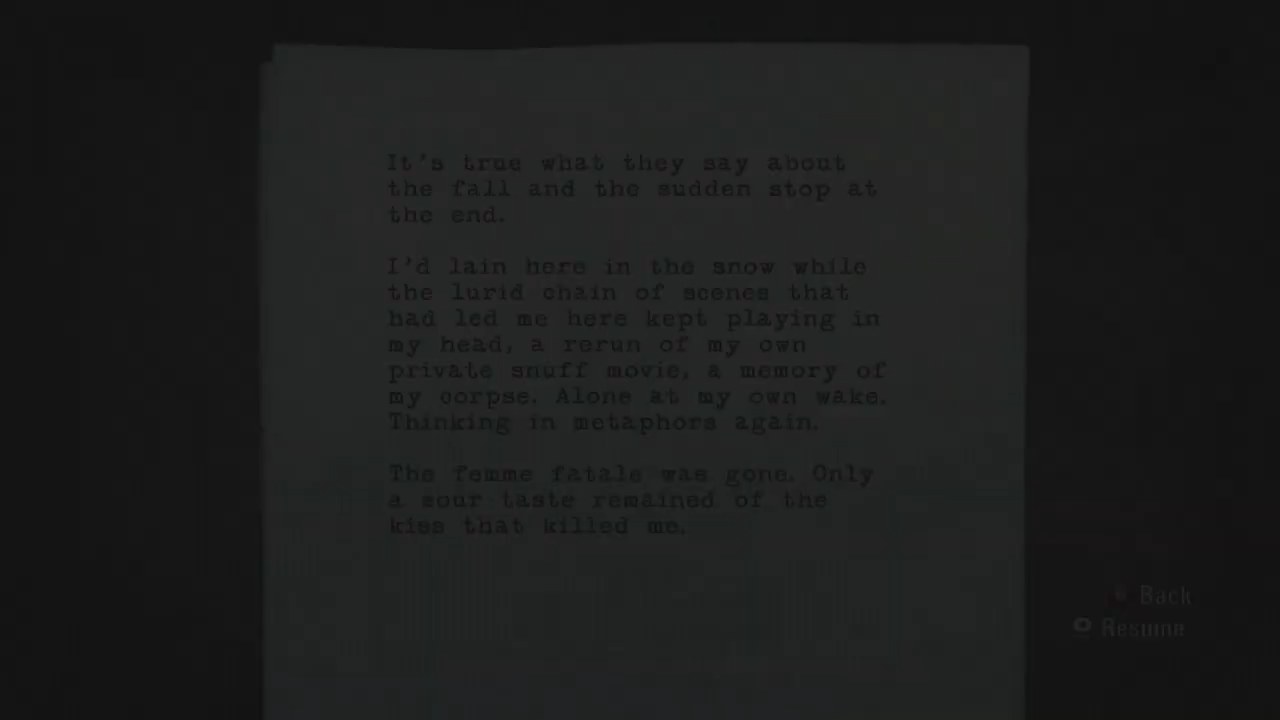 It's true what they say about
the fall and the sudden stop at
the end.
I'd lain here in the snow while
the lurid chain of scenes that
had led me here kept playing in
my head, a rerun of my own
private snuff movie, a memory of
my corpse. Alone at my own wake.
Thinking in metaphors again.
The femme fatale was gone. Only
a sour taste remained of the
kiss that killed me.
Back
Resume